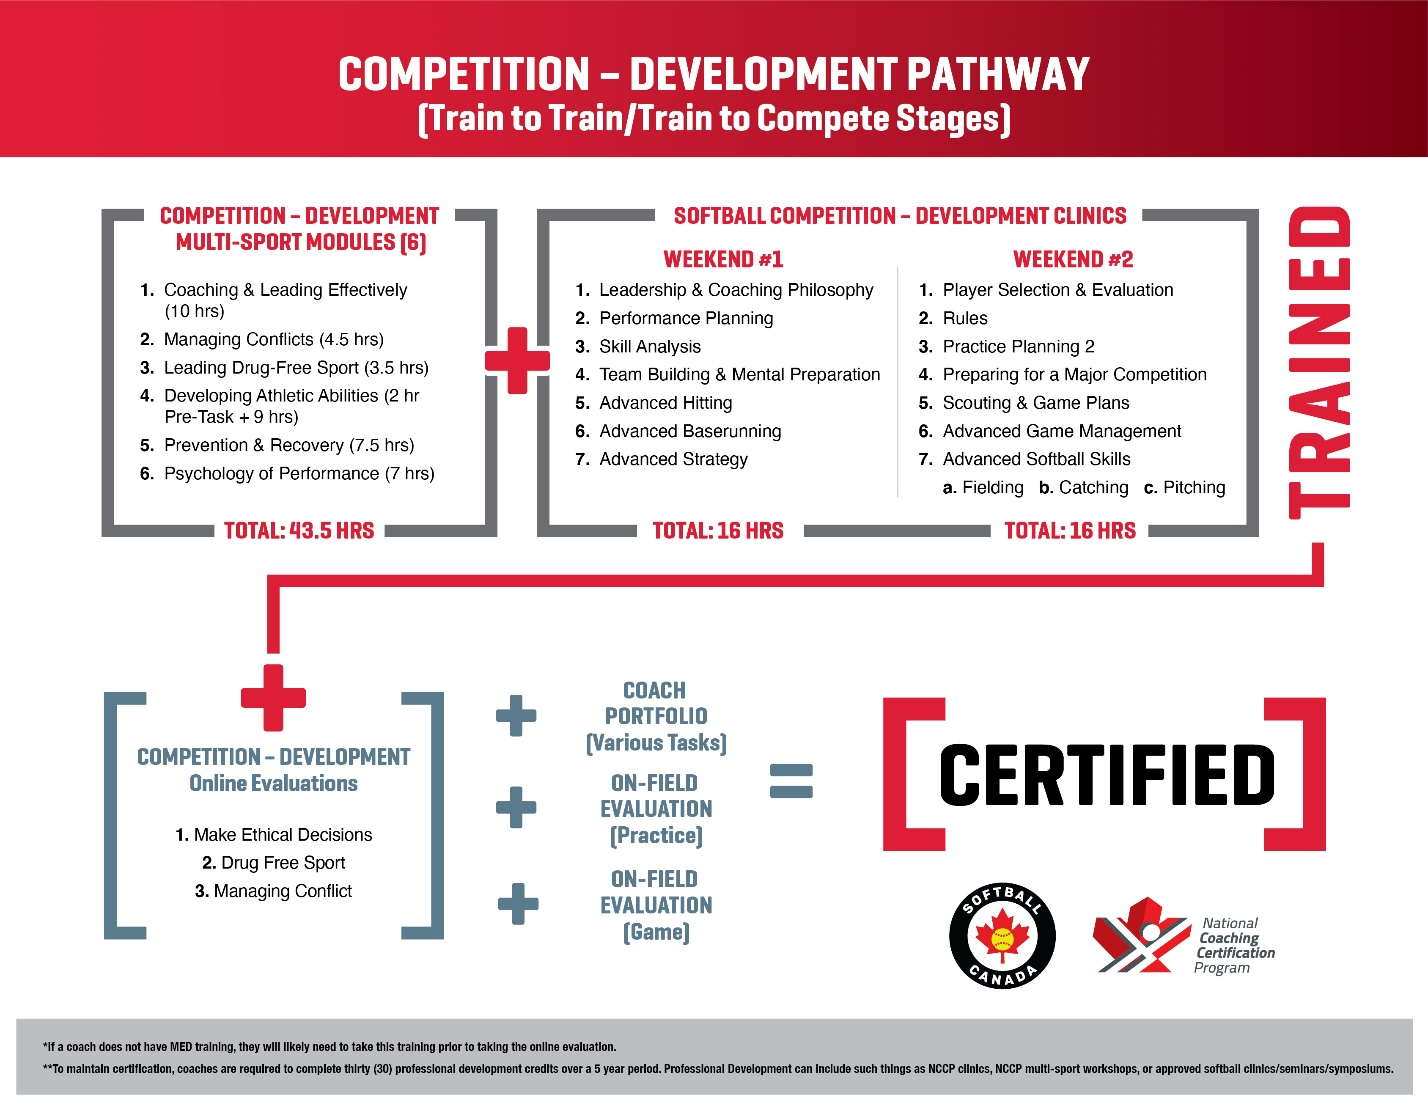 COMPETITION – DEVELOPMENT PATHWAY
(Train to Train/Train to Compete Stages)
COMPETITION – DEVELOPMENT
MULTI-SPORT MODULES (6)
1. Coaching & Leading Effectively
(10 hrs)
2. Managing Conflicts (4.5 hrs)
3. Leading Drug-Free Sport (3.5 hrs)
4. Developing Athletic Abilities (2 hr
Pre-Task + 9 hrs)
5. Prevention & Recovery (7.5 hrs)
6. Psychology of Performance (7 hrs)
TOTAL: 43.5 HRS
SOFTBALL COMPETITION – DEVELOPMENT CLINICS
WEEKEND #1
1. Leadership & Coaching Philosophy
2. Performance Planning
3. Skill Analysis
4. Team Building & Mental Preparation
5. Advanced Hitting
6. Advanced Baserunning
7. Advanced Strategy
TOTAL: 16 HRS
WEEKEND #2
1. Player Selection & Evaluation
2. Rules
3. Practice Planning 2
4. Preparing for a Major Competition
5. Scouting & Game Plans
6. Advanced Game Management
7. Advanced Softball Skills
a. Fielding b. Catching c. Pitching
TOTAL: 16 HRS
TRAINED
COMPETITION – DEVELOPMENT
Online Evaluations
1. Make Ethical Decisions
2. Drug Free Sport
3. Managing Conflict
COACH
PORTFOLIO
(Various Tasks)
ON-FIELD
EVALUATION
(Practice)
ON-FIELD
EVALUATION
(Game)
CERTIFIED
SOFTBALL
CANADA
National
Coaching
Certification
Program
*If a coach does not have MED training, they will likely need to take this training prior to taking the online evaluation.
**To maintain certification, coaches are required to complete thirty (30) professional development credits over a 5 year period. Professional Development can include such things as NCCP clinics, NCCP multi-sport workshops, or approved softball clinics/seminars/symposiums.